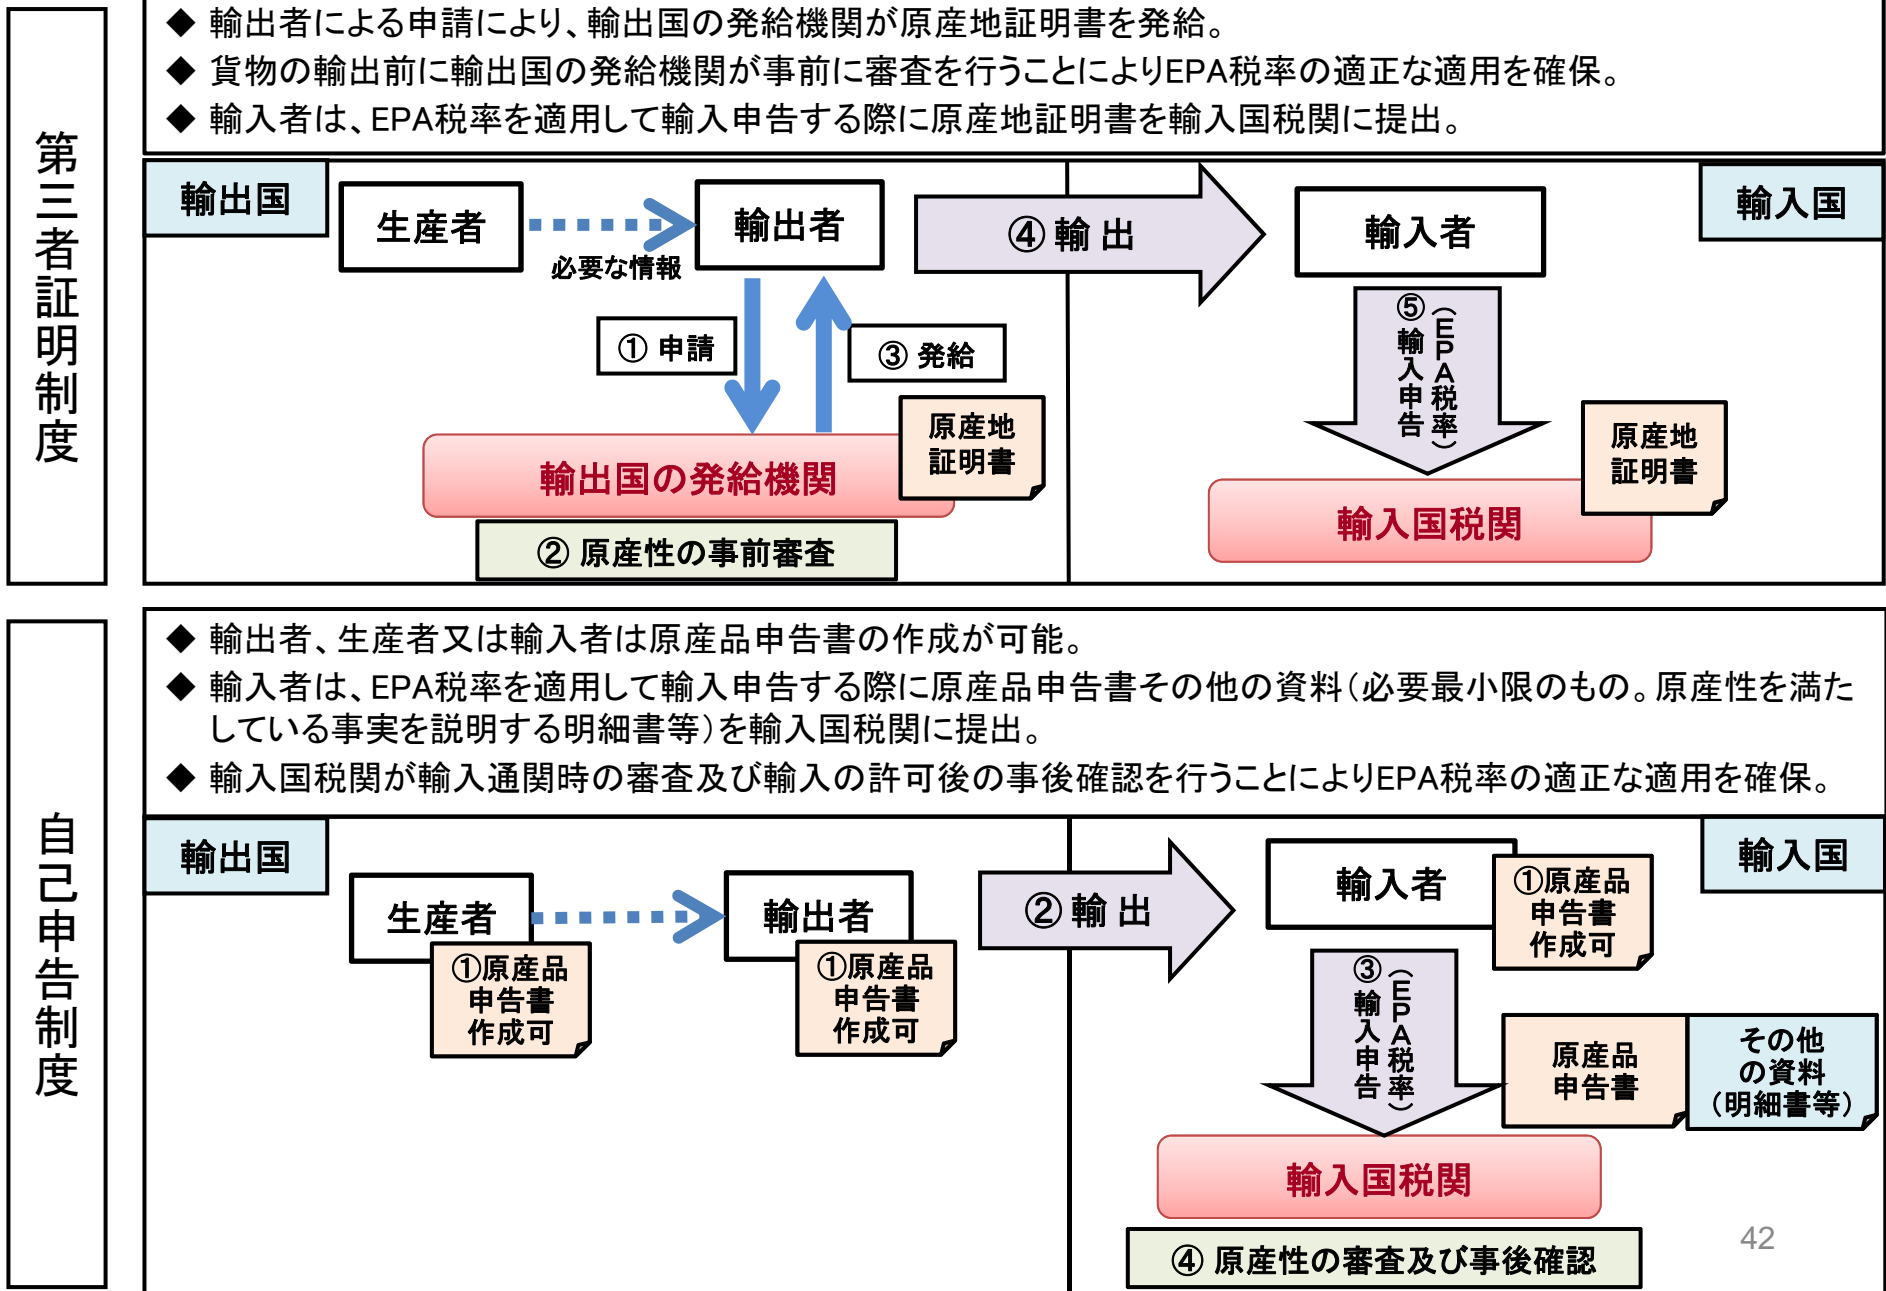 第三者証明制度
◆ 輸出者による申請により、輸出国の発給機関が原産地証明書を発給。
◆ 貨物の輸出前に輸出国の発給機関が事前に審査を行うことによりEPA税率の適正な適用を確保。
◆ 輸入者は、EPA税率を適用して輸入申告する際に原産地証明書を輸入国税関に提出。
輸出国
生産者
必要な情報
輸出者
④ 輸 出
輸入者
輸入国
① 申請
③ 発給
⑤輸入申告
（EPA税率）
原産地
証明書
輸出国の発給機関
② 原産性の事前審査
原産地
証明書
輸入国税関
自己申告制度
◆ 輸出者、生産者又は輸入者は原産品申告書の作成が可能。
◆ 輸入者は、EPA税率を適用して輸入申告する際に原産品申告書その他の資料（必要最小限のもの。原産性を満た
している事実を説明する明細書等）を輸入国税関に提出。
◆ 輸入国税関が輸入通関時の審査及び輸入の許可後の事後確認を行うことによりEPA税率の適正な適用を確保。
輸出国
生産者
①原産品
申告書
作成可
輸出者
①原産品
申告書
作成可
② 輸 出
輸入者
①原産品
申告書
作成可
輸入国
③輸入申告
（EPA税率）
原産品
申告書
その他
の資料
（明細書等）
輸入国税関
④ 原産性の審査及び事後確認
42